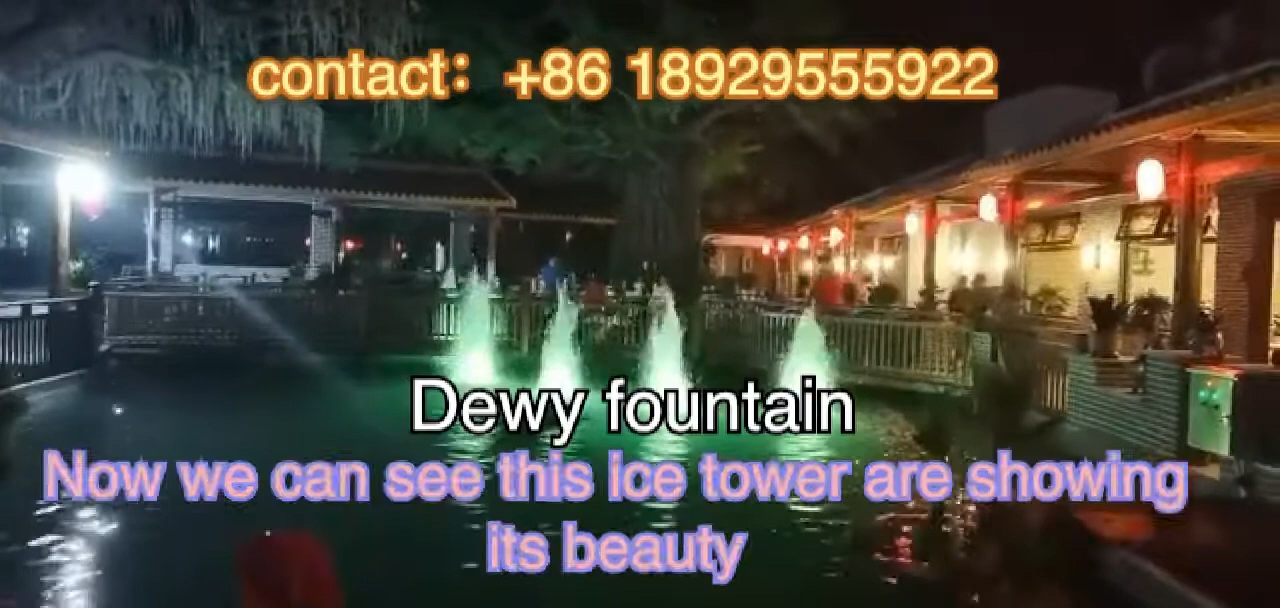 contact：+86 18929555922
Dewy fountain
Now we can see this ice tower are showing
its beauty